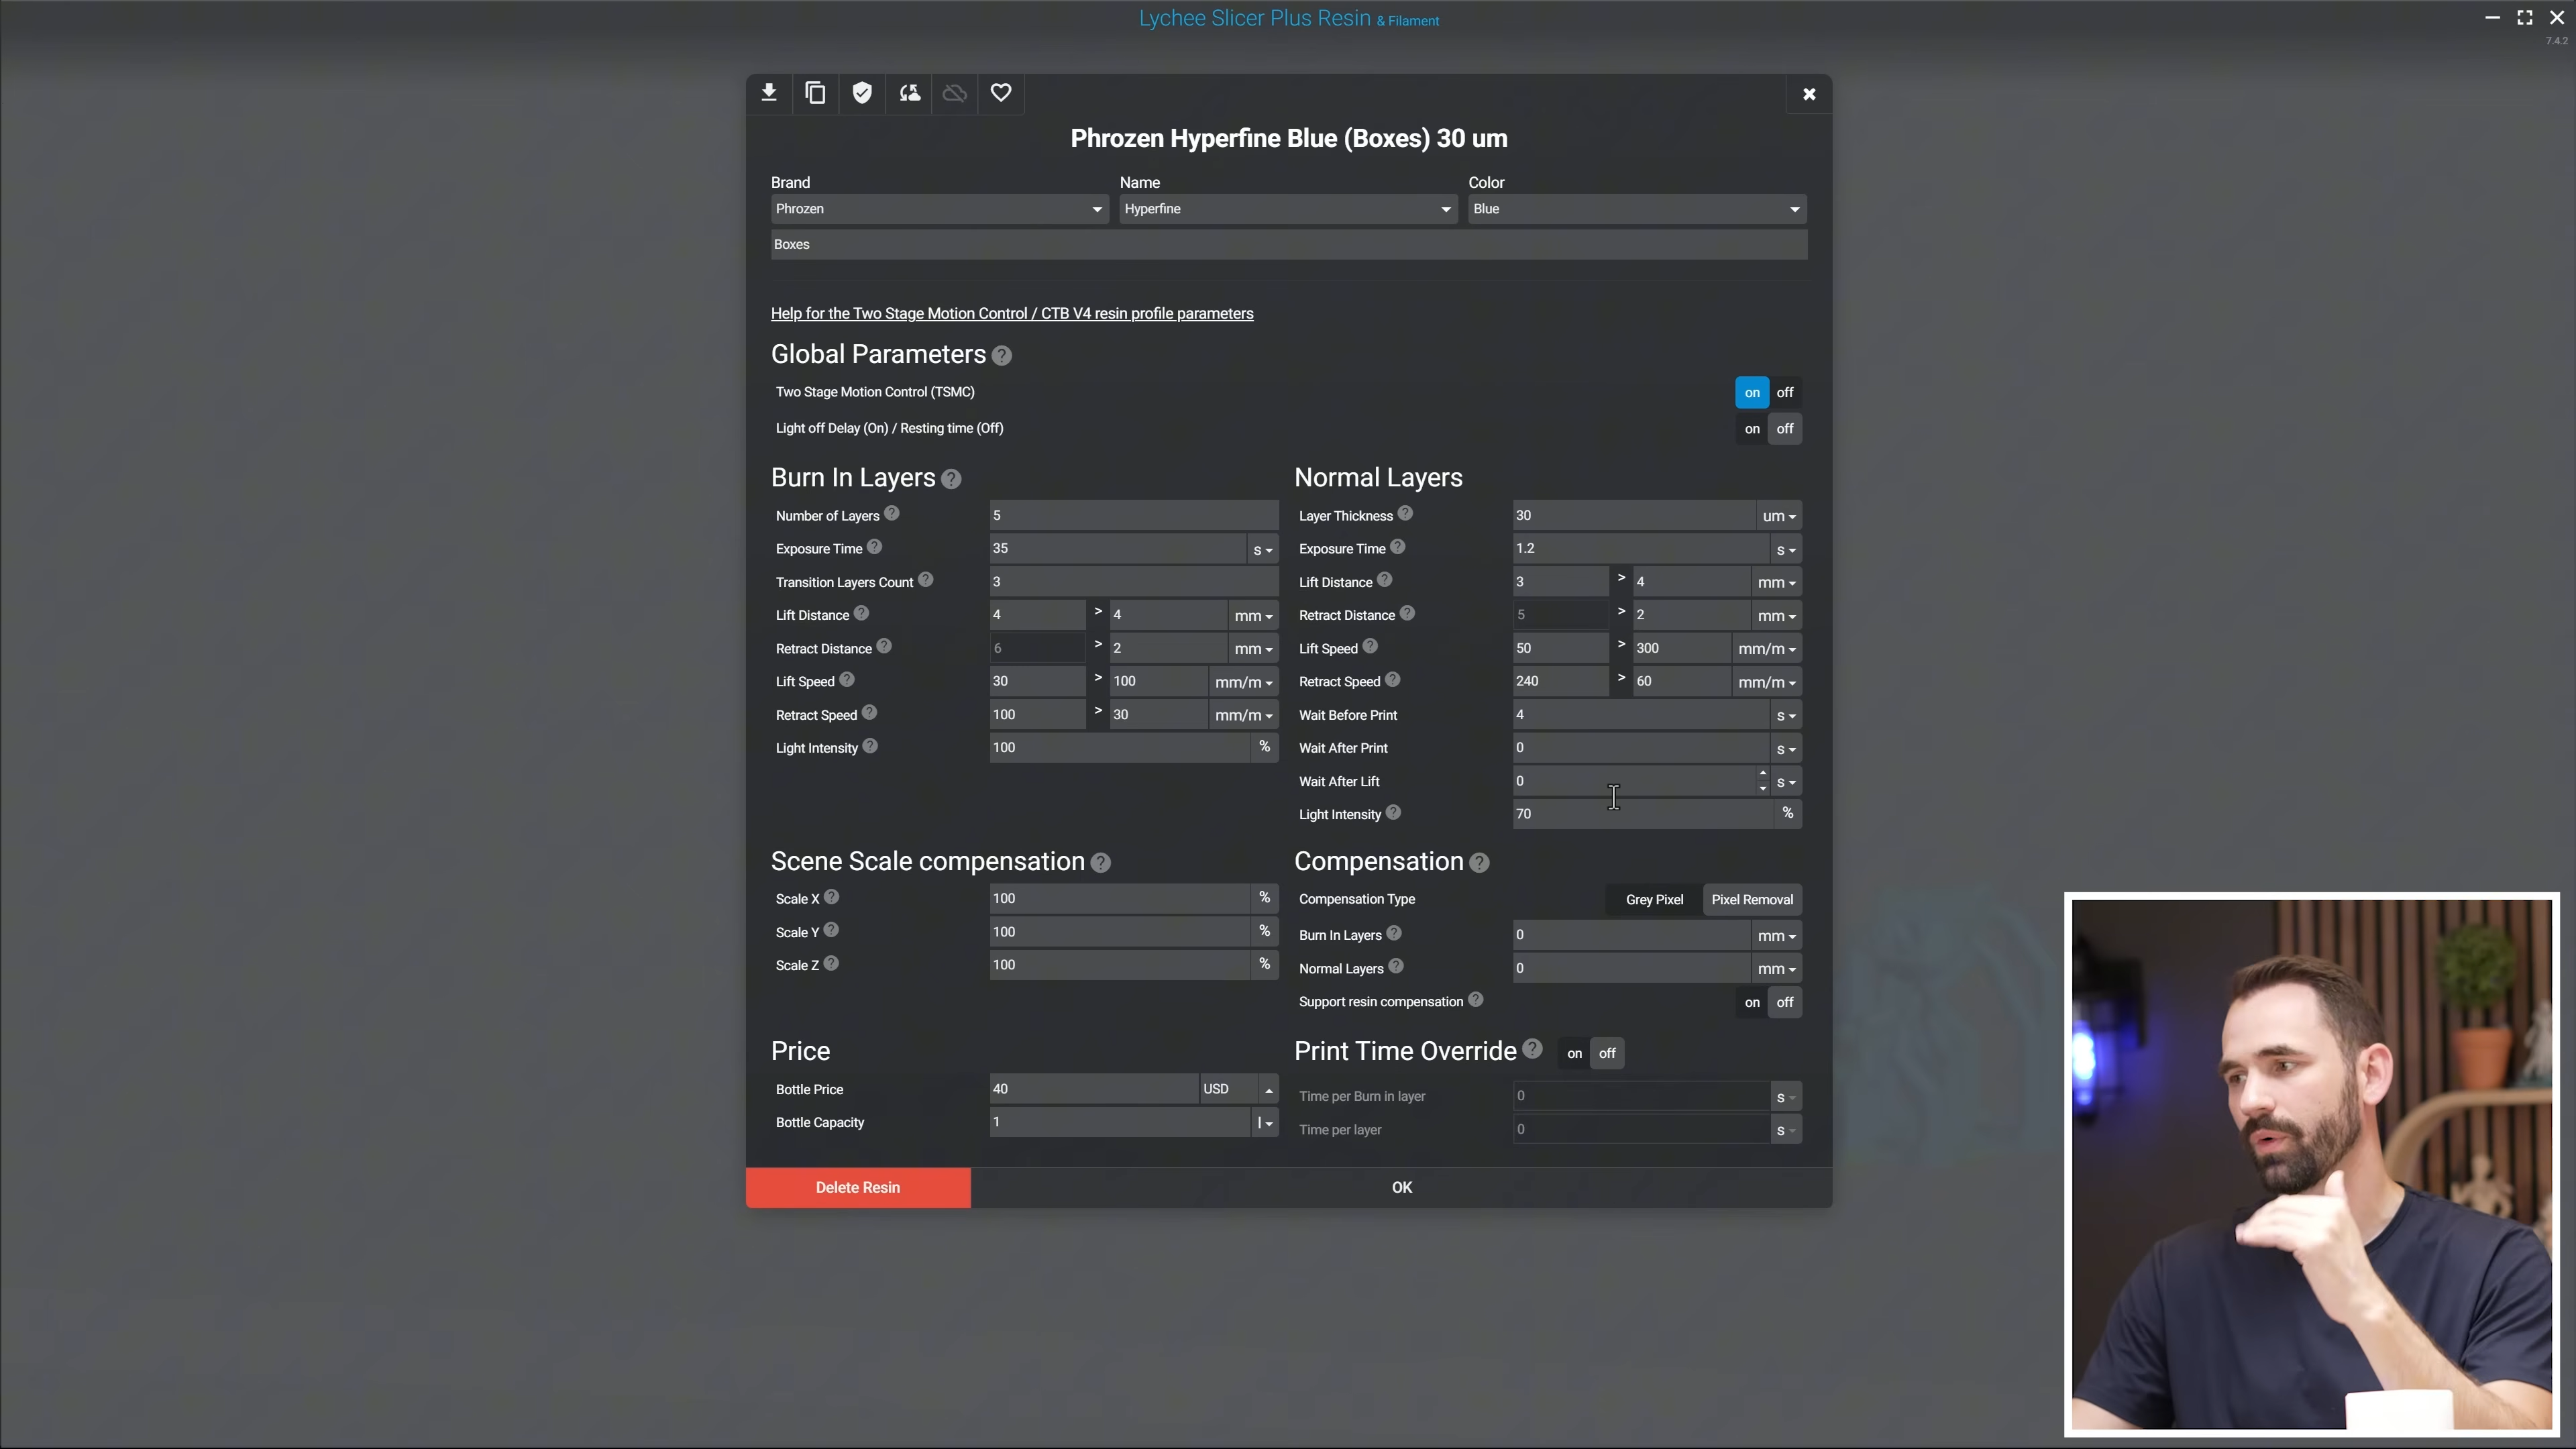 Lychee Slicer Plus Resin & Filament
7.4.2
Phrozen Hyperfine Blue (Boxes) 30 um
Brand Name Color
Phrozen Hyperfine Blue
Boxes
Help for the Two Stage Motion Control / CTB V4 resin profile parameters
Global Parameters ?
Two Stage Motion Control (TSMC) on off
Light off Delay (On) / Resting time (Off) on off
Burn In Layers ?
Number of Layers ? 5
Exposure Time ? 35 s
Transition Layers Count ? 3
Lift Distance ? 4 > 4 mm
Retract Distance ? 6 > 2 mm
Lift Speed ? 30 > 100 mm/m
Retract Speed ? 100 > 30 mm/m
Light Intensity ? 100 %
Normal Layers
Layer Thickness ? 30 um
Exposure Time ? 1.2 s
Lift Distance ? 3 > 4 mm
Retract Distance ? 5 > 2 mm
Lift Speed ? 50 > 300 mm/m
Retract Speed ? 240 > 60 mm/m
Wait Before Print 4 s
Wait After Print 0 s
Wait After Lift 0 s
Light Intensity ? 70 %
Scene Scale compensation ?
Scale X ? 100 %
Scale Y ? 100 %
Scale Z ? 100 %
Compensation ?
Compensation Type Grey Pixel Pixel Removal
Burn In Layers ? 0 mm
Normal Layers ? 0 mm
Support resin compensation ? on off
Price
Bottle Price 40 USD
Bottle Capacity 1 l
Print Time Override ? on off
Time per Burn in layer 0 s
Time per layer 0 s
Delete Resin OK